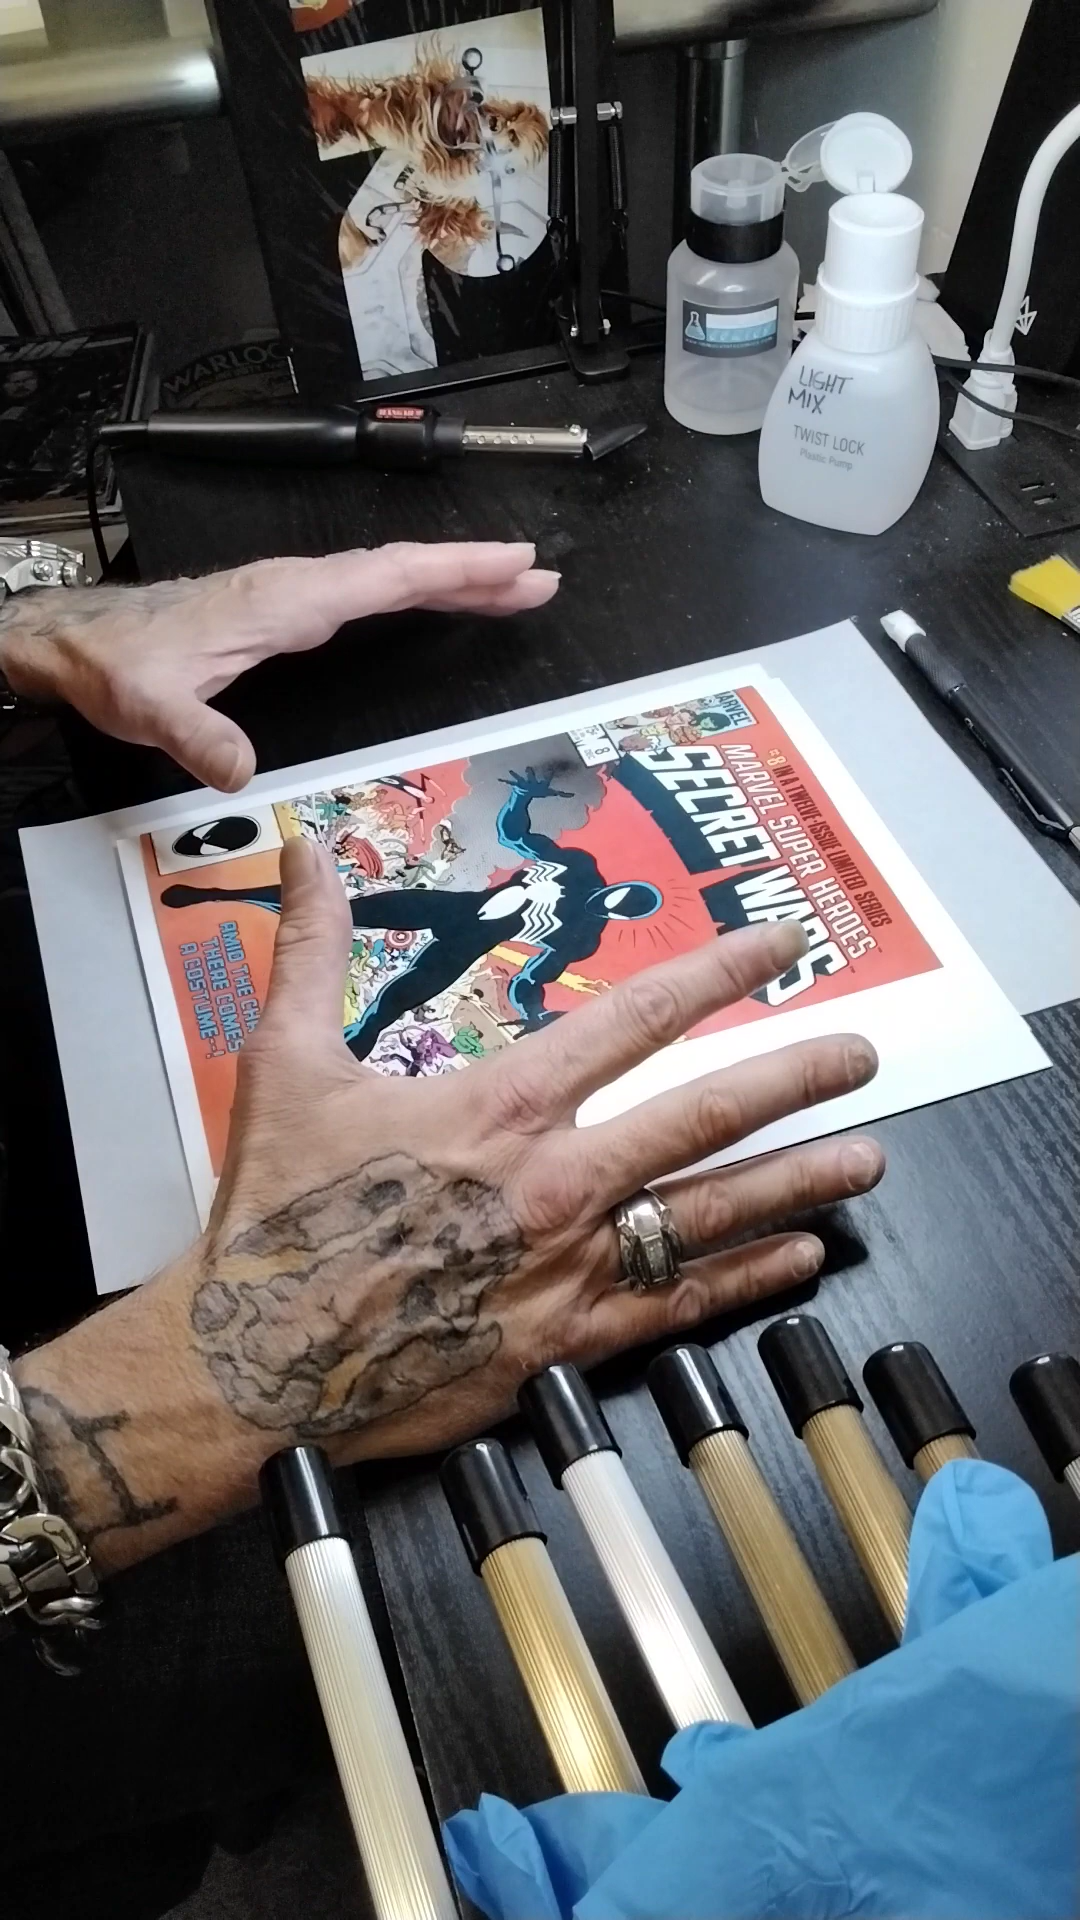 WARLOC
LIGHT
MIX
TWIST LOCK
Plastic Pump
MARVEL
8
#8 IN A TWELVE-ISSUE LIMITED SERIES
MARVEL SUPER HEROES
SECRET WARS
AMID THE CHA
THERE COMES
A COSTUME--!